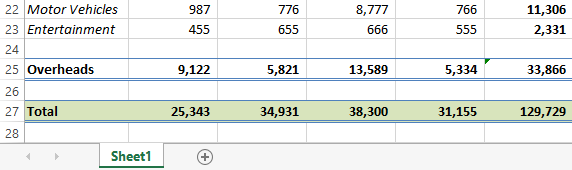 22 Motor Vehicles 987 776 8,777 766 11,306
23 Entertainment 455 655 666 555 2,331
24
25 Overheads 9,122 5,821 13,589 5,334 33,866
26
27 Total 25,343 34,931 38,300 31,155 129,729
28
Sheet1